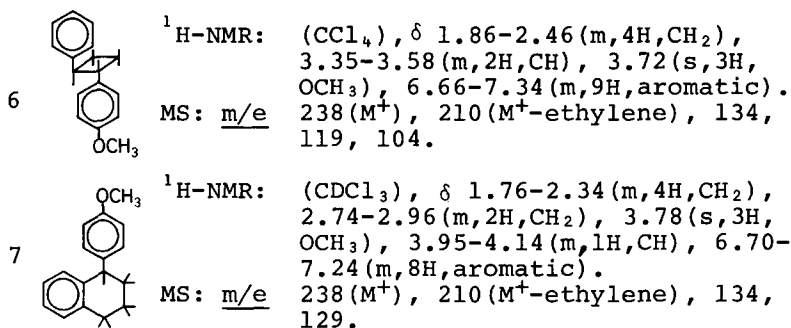 ¹H-NMR: (CCl₄), δ 1.86-2.46(m,4H,CH₂),
3.35-3.58(m,2H,CH), 3.72(s,3H,
OCH₃), 6.66-7.34(m,9H,aromatic).
6
MS: m/e 238(M⁺), 210(M⁺-ethylene), 134,
119, 104.
OCH₃
OCH₃
¹H-NMR: (CDCl₃), δ 1.76-2.34(m,4H,CH₂),
2.74-2.96(m,2H,CH₂), 3.78(s,3H,
OCH₃), 3.95-4.14(m,1H,CH), 6.70-
7.24(m,8H,aromatic).
7
MS: m/e 238(M⁺), 210(M⁺-ethylene), 134,
129.